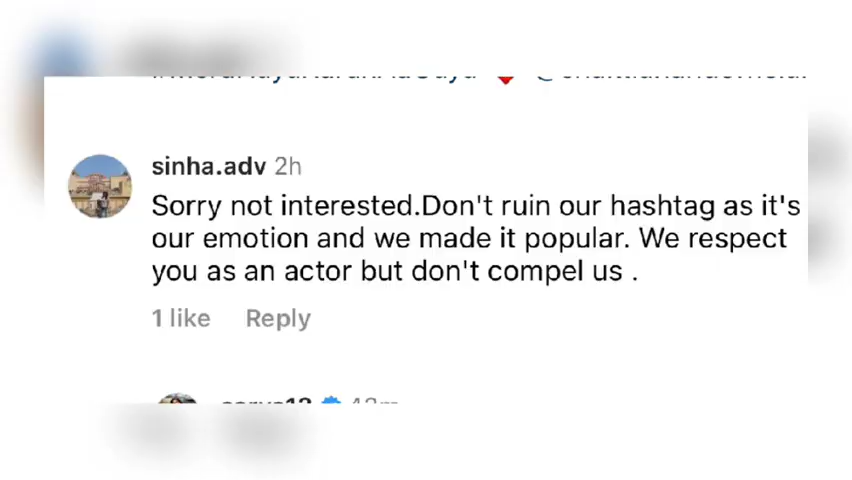 sinha.adv 2h
Sorry not interested.Don't ruin our hashtag as it's
our emotion and we made it popular. We respect
you as an actor but don't compel us .
1 like Reply